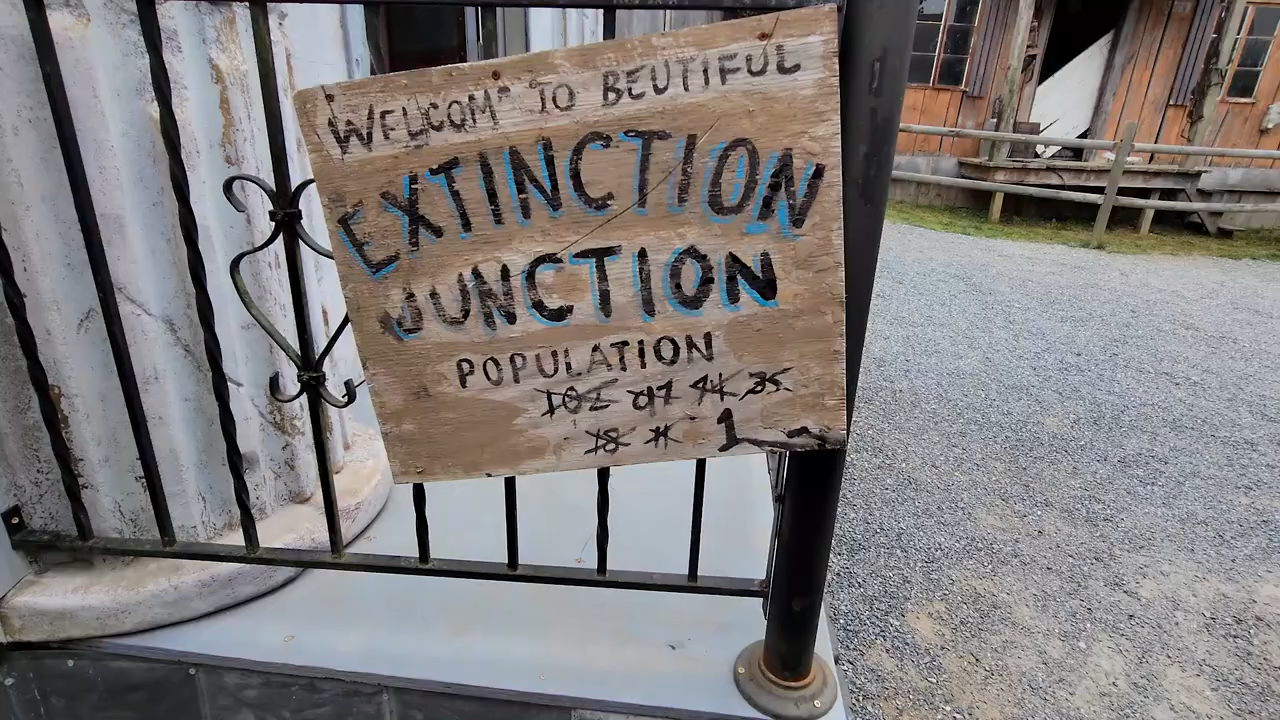 WELCOME TO BEUTIFUL
EXTINCTION
JUNCTION
POPULATION
102 97 44 35
18 1